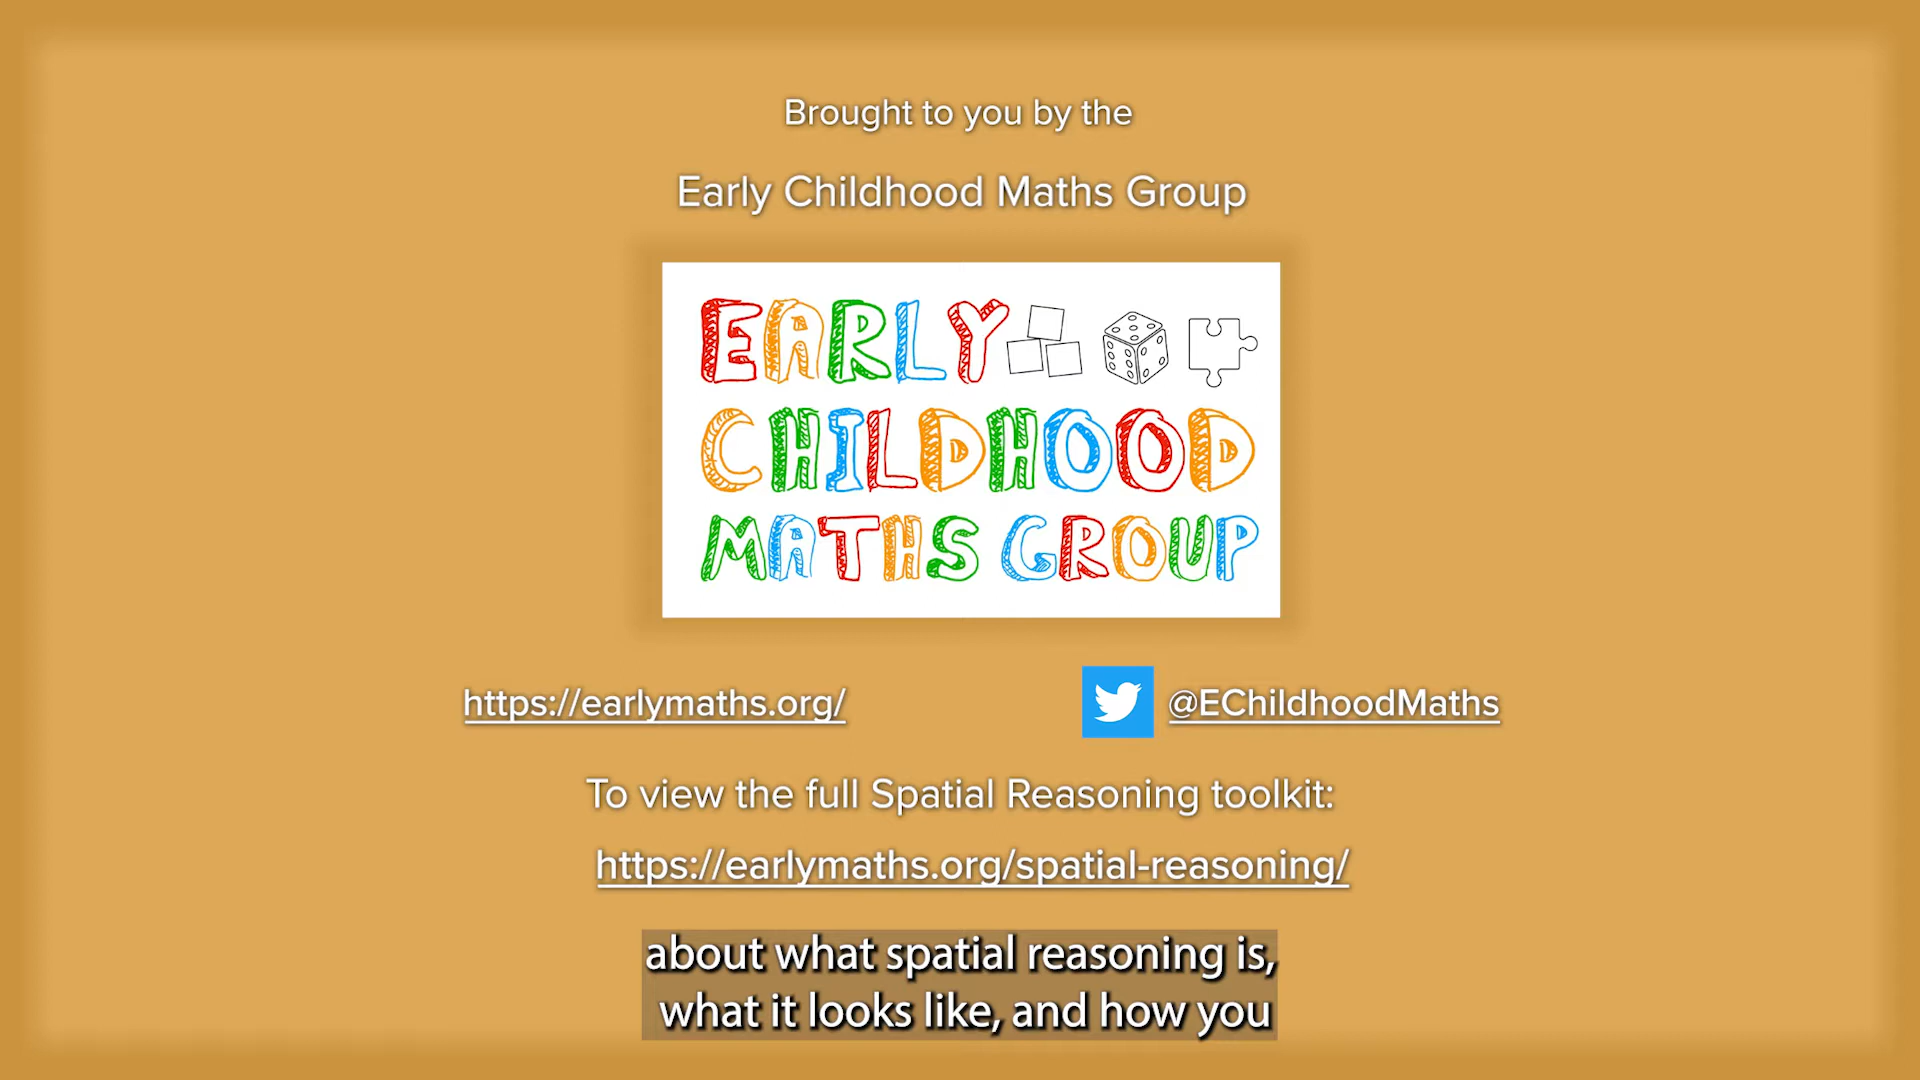 Brought to you by the
Early Childhood Maths Group
EARLY
CHILDHOOD
MATHS GROUP
https://earlymaths.org/
@EChildhoodMaths
To view the full Spatial Reasoning toolkit:
https://earlymaths.org/spatial-reasoning/
about what spatial reasoning is,
what it looks like, and how you